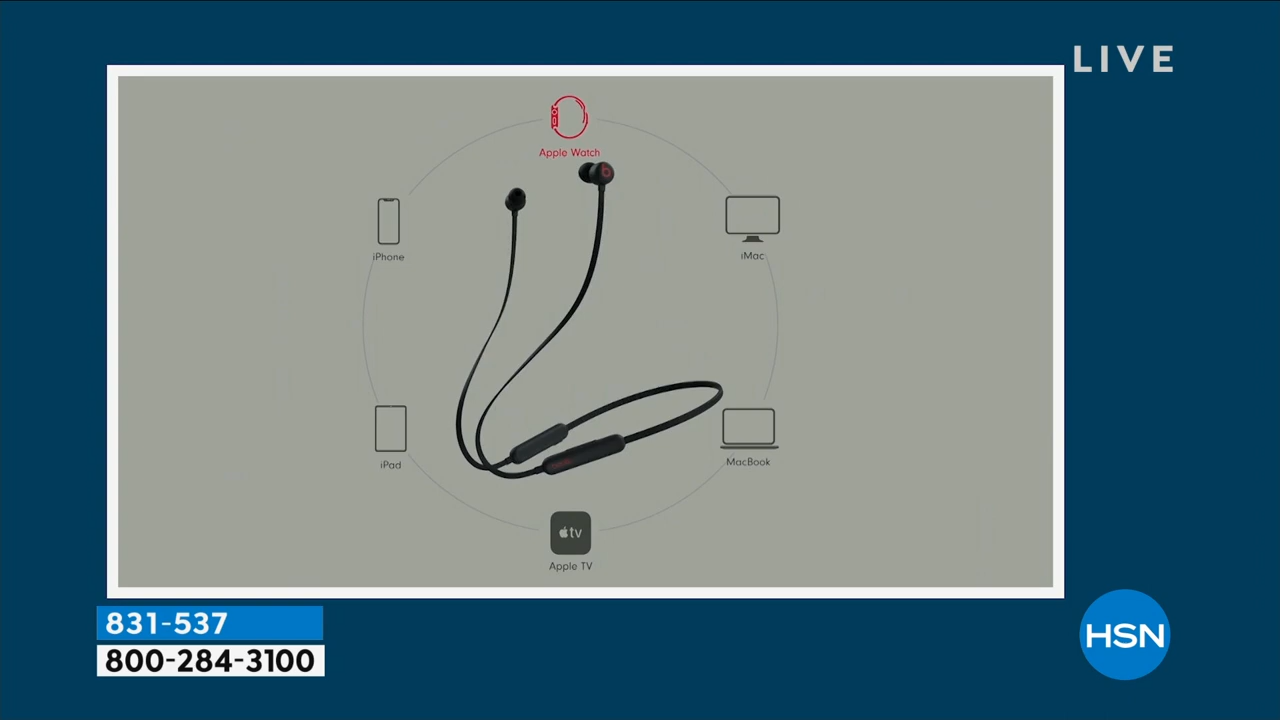 LIVE
Apple Watch
iPhone
iMac
iPad
MacBook
tv
Apple TV
831-537
800-284-3100
HSN